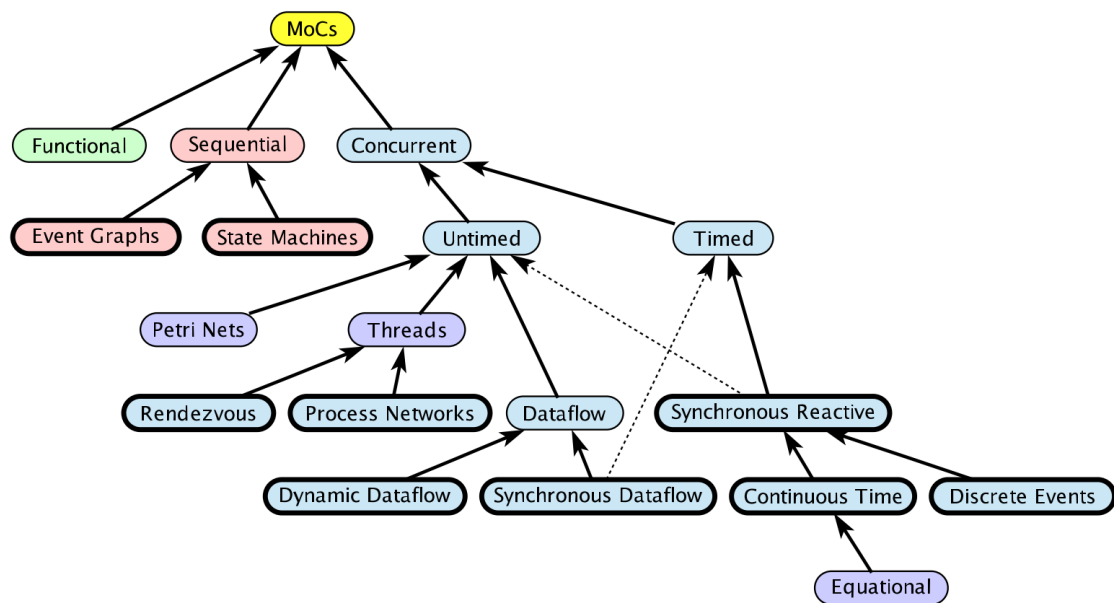 MoCs
Functional
Sequential
Concurrent
Event Graphs
State Machines
Untimed
Timed
Petri Nets
Threads
Rendezvous
Process Networks
Dataflow
Synchronous Reactive
Dynamic Dataflow
Synchronous Dataflow
Continuous Time
Discrete Events
Equational